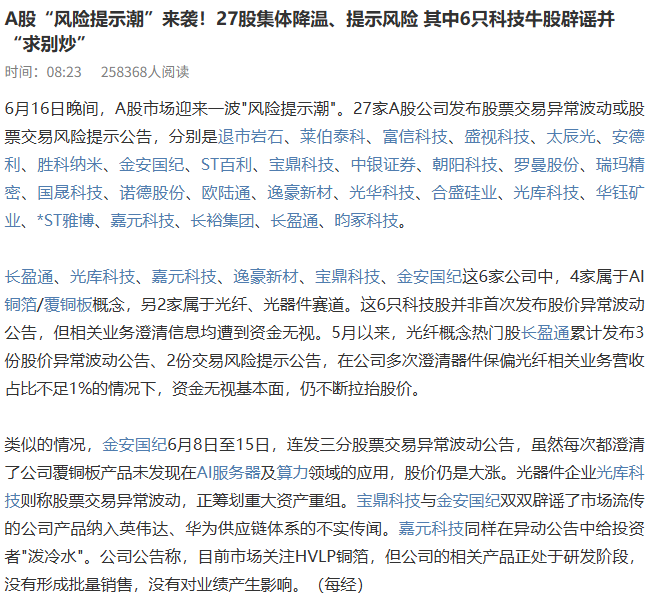 A股“风险提示潮”来袭！27股集体降温、提示风险 其中6只科技牛股辟谣并
“求别炒”
时间：08:23 258368人阅读
6月16日晚间，A股市场迎来一波"风险提示潮"。27家A股公司发布股票交易异常波动或股
票交易风险提示公告，分别是退市岩石、莱伯泰科、富信科技、盛视科技、太辰光、安德
利、胜科纳米、金安国纪、ST百利、宝鼎科技、中银证券、朝阳科技、罗曼股份、瑞玛精
密、国晟科技、诺德股份、欧陆通、逸豪新材、光华科技、合盛硅业、光库科技、华钰矿
业、*ST雅博、嘉元科技、长裕集团、长盈通、昀冢科技。
长盈通、光库科技、嘉元科技、逸豪新材、宝鼎科技、金安国纪这6家公司中，4家属于AI
铜箔/覆铜板概念，另2家属于光纤、光器件赛道。这6只科技股并非首次发布股价异常波动
公告，但相关业务澄清信息均遭到资金无视。5月以来，光纤概念热门股长盈通累计发布3
份股价异常波动公告、2份交易风险提示公告，在公司多次澄清器件保偏光纤相关业务营收
占比不足1%的情况下，资金无视基本面，仍不断拉抬股价。
类似的情况，金安国纪6月8日至15日，连发三分股票交易异常波动公告，虽然每次都澄清
了公司覆铜板产品未发现在AI服务器及算力领域的应用，股价仍是大涨。光器件企业光库科
技则称股票交易异常波动，正筹划重大资产重组。宝鼎科技与金安国纪双双辟谣了市场流传
的公司产品纳入英伟达、华为供应链体系的不实传闻。嘉元科技同样在异动公告中给投资
者"泼冷水"。公司公告称，目前市场关注HVLP铜箔，但公司的相关产品正处于研发阶段，
没有形成批量销售，没有对业绩产生影响。（每经）